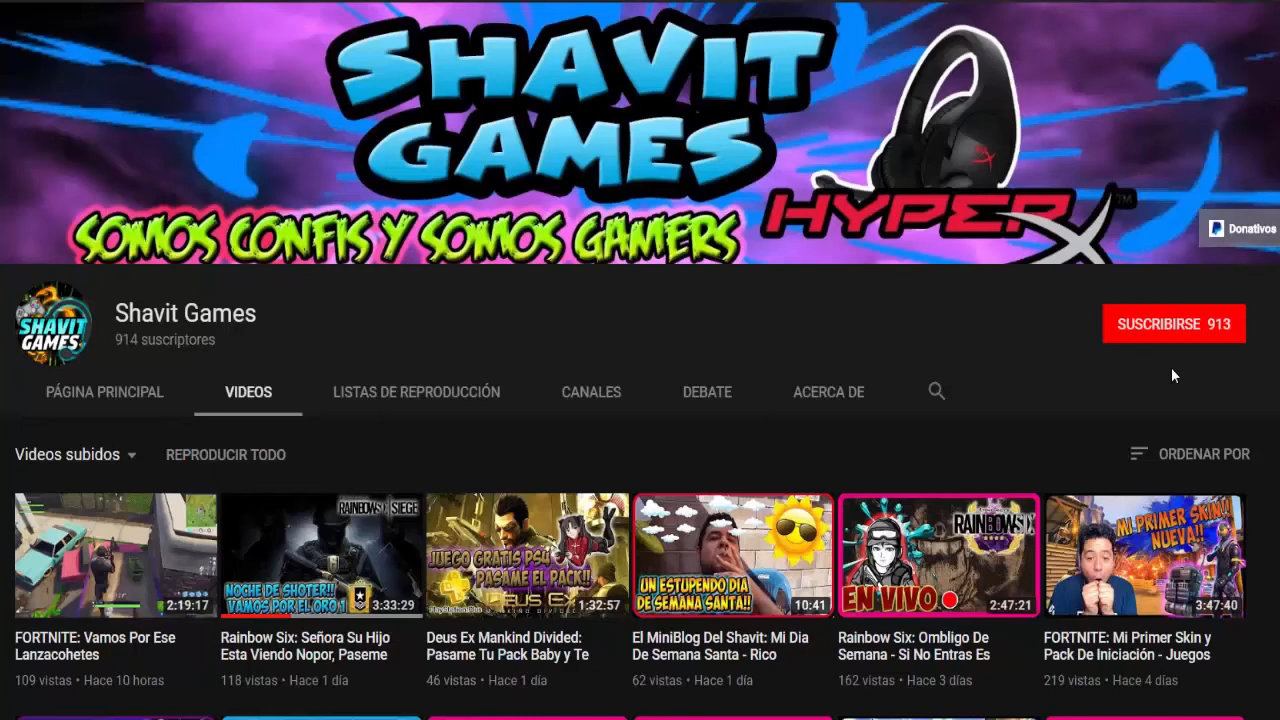 SHAVIT
GAMES
HYPERX™
SOMOS CONFIS Y SOMOS GAMERS
Donativos
SHAVIT
GAMES
Shavit Games
914 suscriptores
SUSCRIBIRSE 913
PÁGINA PRINCIPAL
VIDEOS
LISTAS DE REPRODUCCIÓN
CANALES
DEBATE
ACERCA DE
Videos subidos
REPRODUCIR TODO
ORDENAR POR
2:19:17
RAINBOW SIX SIEGE
NOCHE DE SHOTER!!
VAMOS POR EL ORO 1
3:33:29
JUEGO GRATIS PS4
PASAME EL PACK!!
DEUS EX
1:32:57
UN ESTUPENDO DIA
DE SEMANA SANTA!!
10:41
RAINBOW SIX
EN VIVO
2:47:21
MI PRIMER SKIN!!
NUEVA!!
3:47:40
FORTNITE: Vamos Por Ese
Lanzacohetes
109 vistas • Hace 10 horas
Rainbow Six: Señora Su Hijo
Esta Viendo Nopor, Paseme
118 vistas • Hace 1 día
Deus Ex Mankind Divided:
Pasame Tu Pack Baby y Te
46 vistas • Hace 1 día
El MiniBlog Del Shavit: Mi Dia
De Semana Santa - Rico
62 vistas • Hace 1 día
Rainbow Six: Ombligo De
Semana - Si No Entras Es
162 vistas • Hace 3 días
FORTNITE: Mi Primer Skin y
Pack De Iniciación - Juegos
219 vistas • Hace 4 días